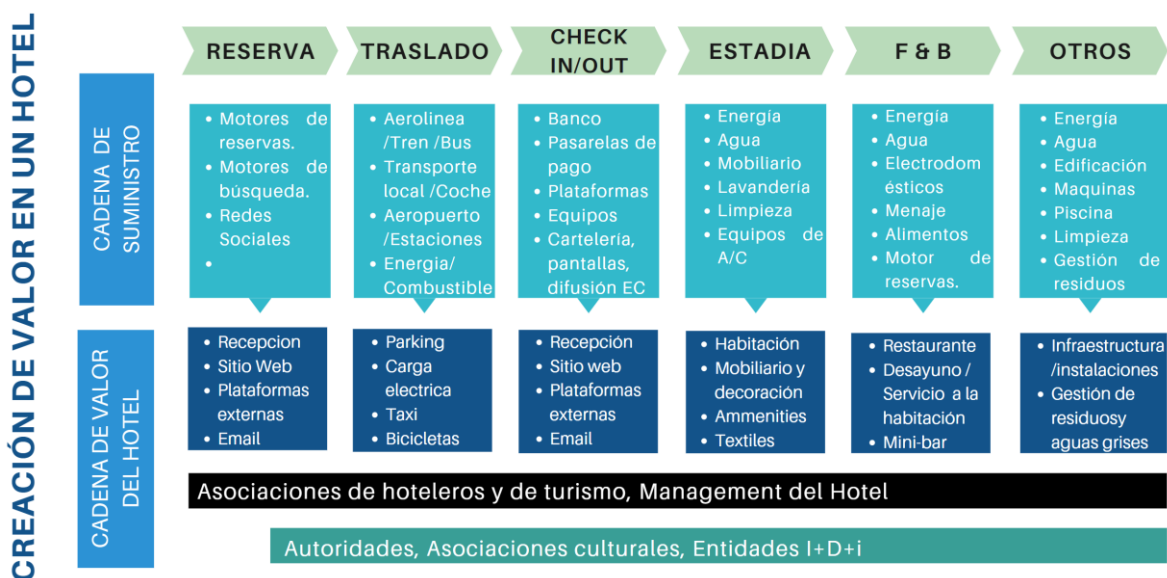 CREACIÓN DE VALOR EN UN HOTEL
RESERVA
TRASLADO
CHECK
IN/OUT
ESTADIA
F & B
OTROS
CADENA DE
SUMINISTRO
• Motores de
reservas.
• Motores de
búsqueda.
• Redes
Sociales
•
• Aerolinea
/Tren /Bus
• Transporte
local /Coche
• Aeropuerto
/Estaciones
• Energia/
Combustible
• Banco
• Pasarelas de
pago
• Plataformas
• Equipos
• Cartelería,
pantallas,
difusión EC
• Energía
• Agua
• Mobiliario
• Lavandería
• Limpieza
• Equipos de
A/C
• Energía
• Agua
• Electrodom
ésticos
• Menaje
• Alimentos
• Motor de
reservas.
• Energía
• Agua
• Edificación
• Maquinas
• Piscina
• Limpieza
• Gestión de
residuos
CADENA DE VALOR
DEL HOTEL
• Recepcion
• Sitio Web
• Plataformas
externas
• Email
• Parking
• Carga
electrica
• Taxi
• Bicicletas
• Recepción
• Sitio web
• Plataformas
externas
• Email
• Habitación
• Mobiliario y
decoración
• Ammenities
• Textiles
• Restaurante
• Desayuno /
Servicio a la
habitación
• Mini-bar
• Infraestructura
/instalaciones
• Gestión de
residuosy
aguas grises
Asociaciones de hoteleros y de turismo, Management del Hotel
Autoridades, Asociaciones culturales, Entidades I+D+i